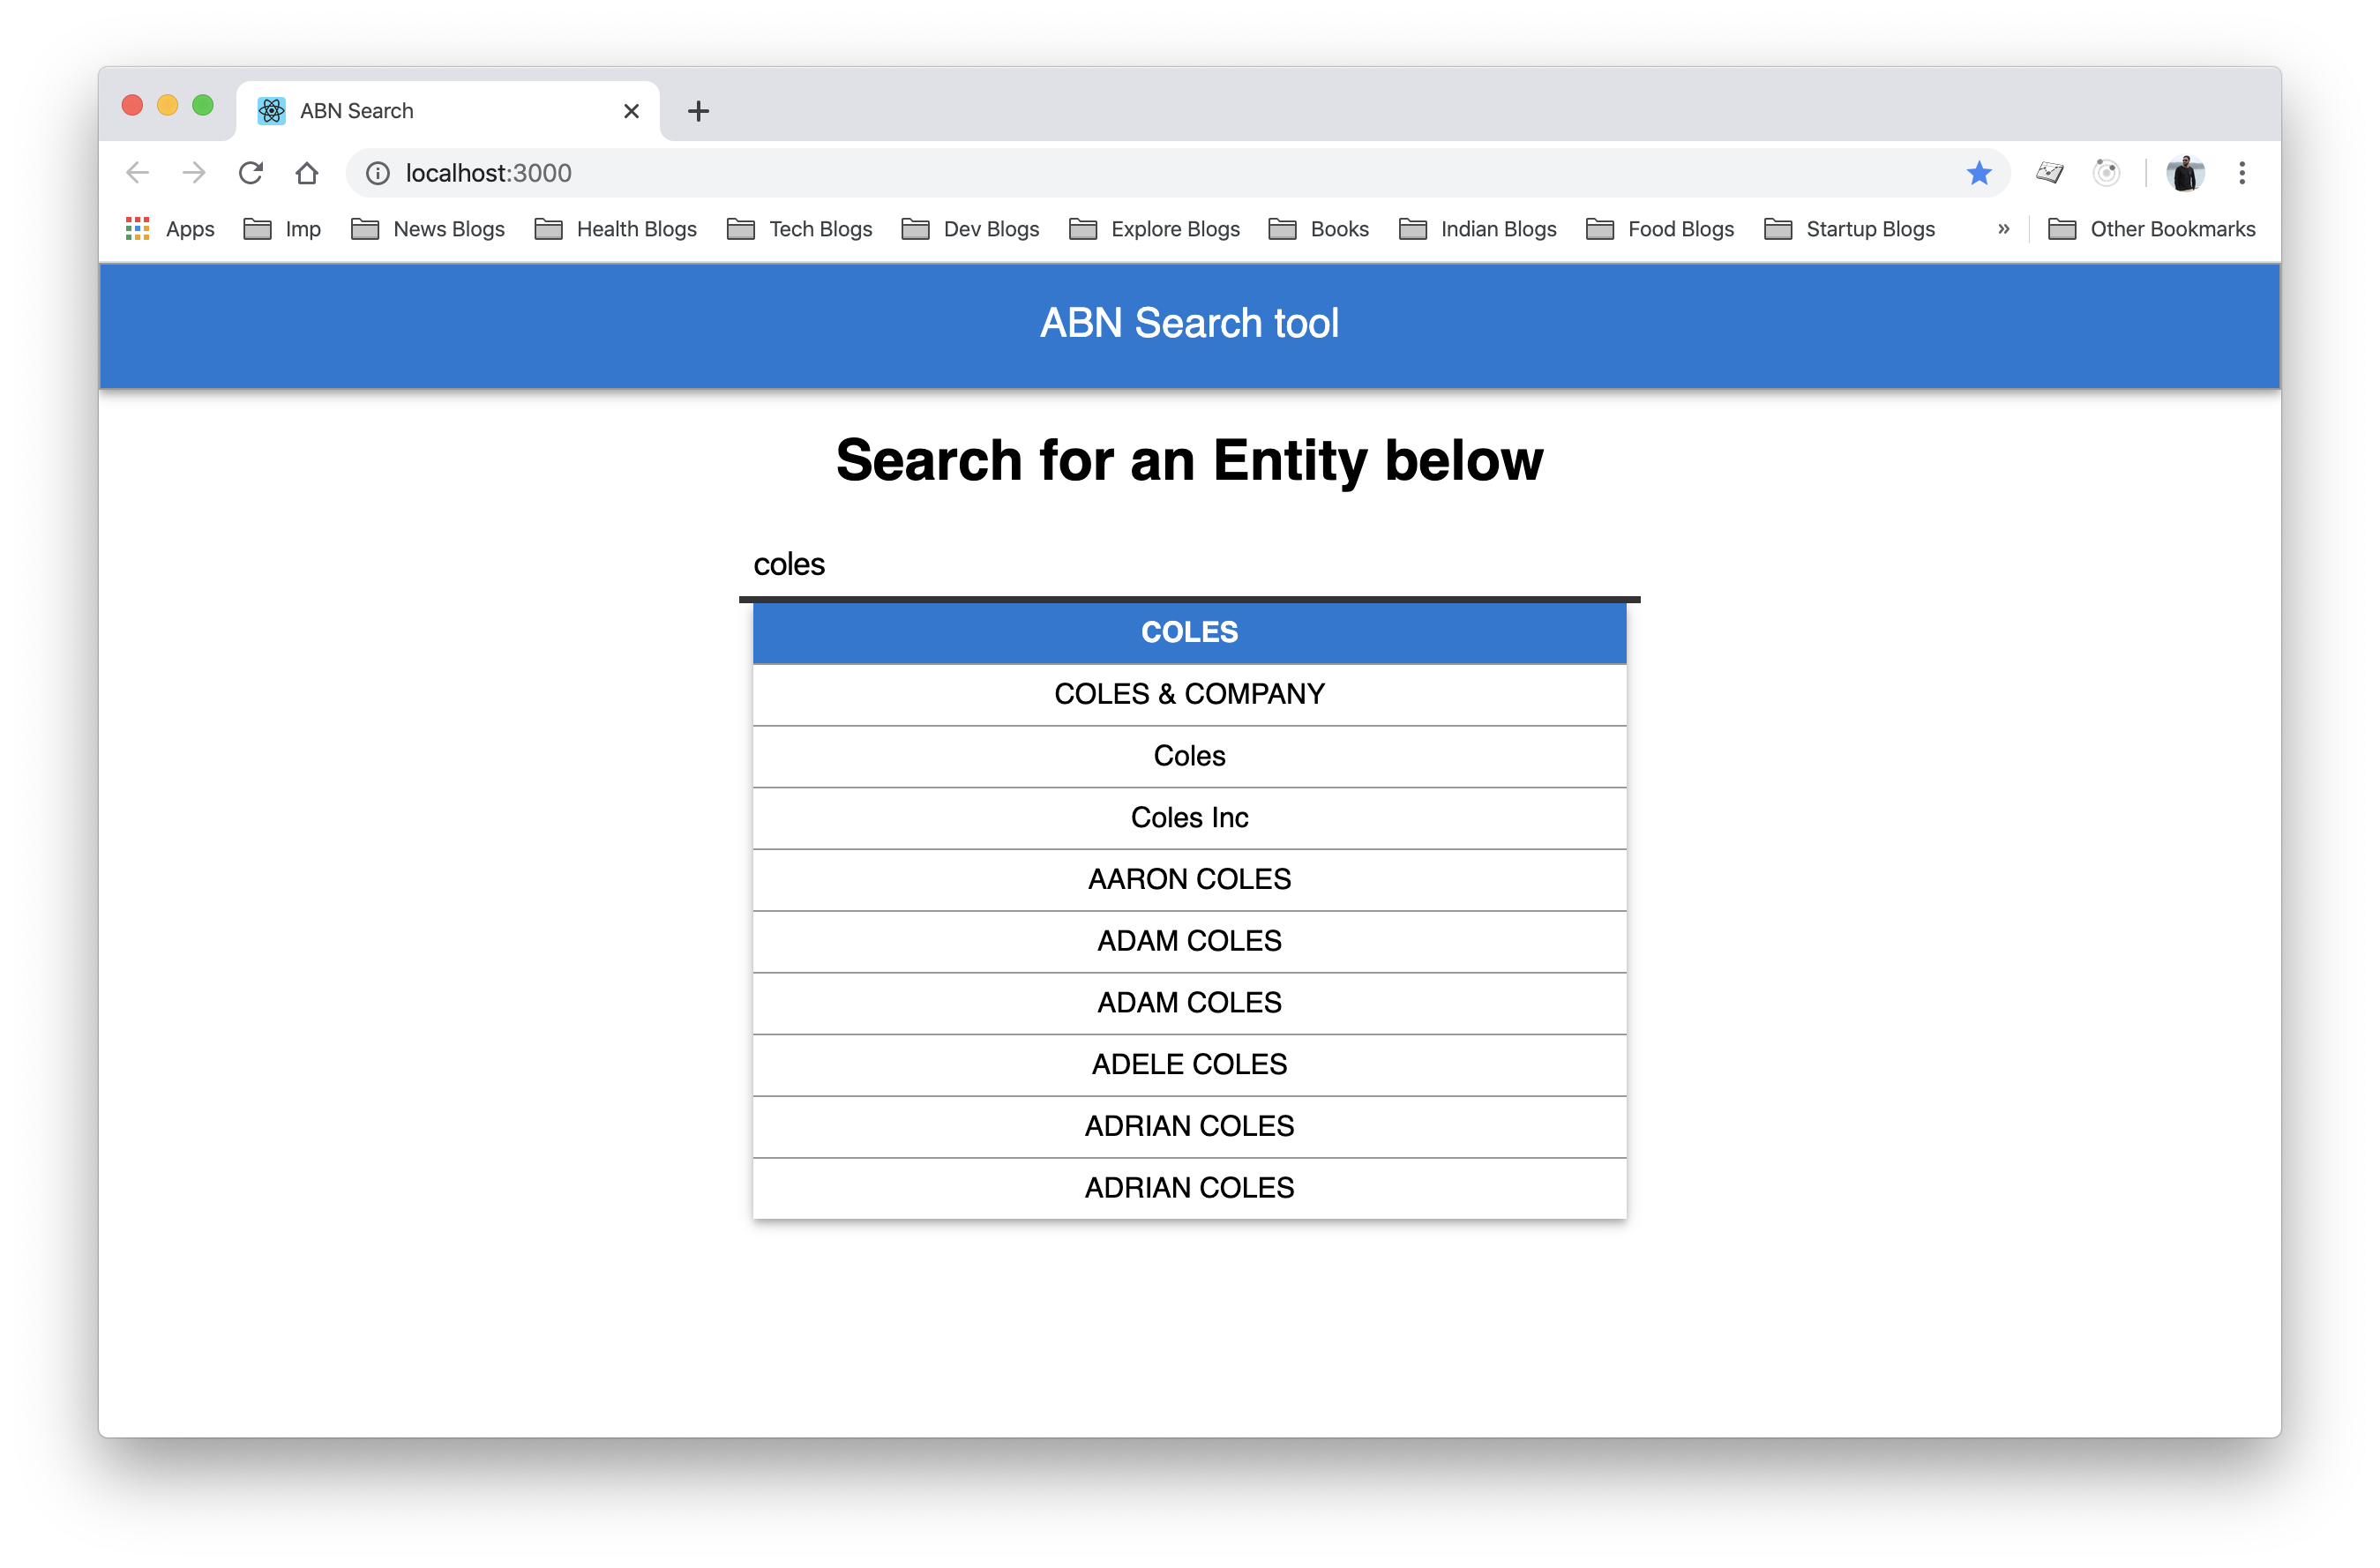 ABN Search
localhost:3000
Apps Imp News Blogs Health Blogs Tech Blogs Dev Blogs Explore Blogs Books Indian Blogs Food Blogs Startup Blogs » Other Bookmarks
ABN Search tool
Search for an Entity below
coles
COLES
COLES & COMPANY
Coles
Coles Inc
AARON COLES
ADAM COLES
ADAM COLES
ADELE COLES
ADRIAN COLES
ADRIAN COLES